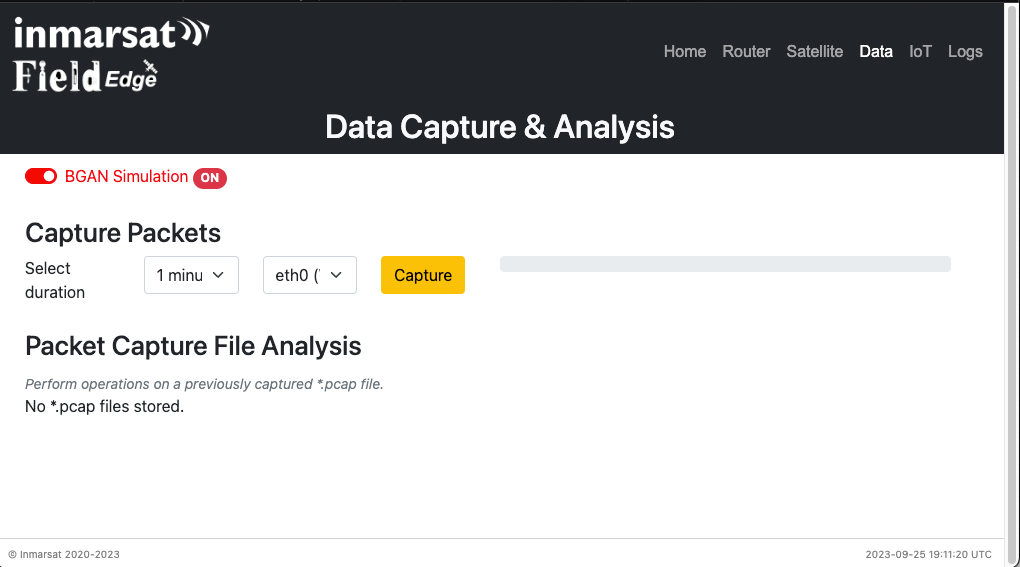 inmarsat
Field Edge
Home Router Satellite Data IoT Logs
Data Capture & Analysis
BGAN Simulation ON
Capture Packets
Select
duration
1 minu
eth0 (
Capture
Packet Capture File Analysis
Perform operations on a previously captured *.pcap file.
No *.pcap files stored.
© Inmarsat 2020-2023
2023-09-25 19:11:20 UTC